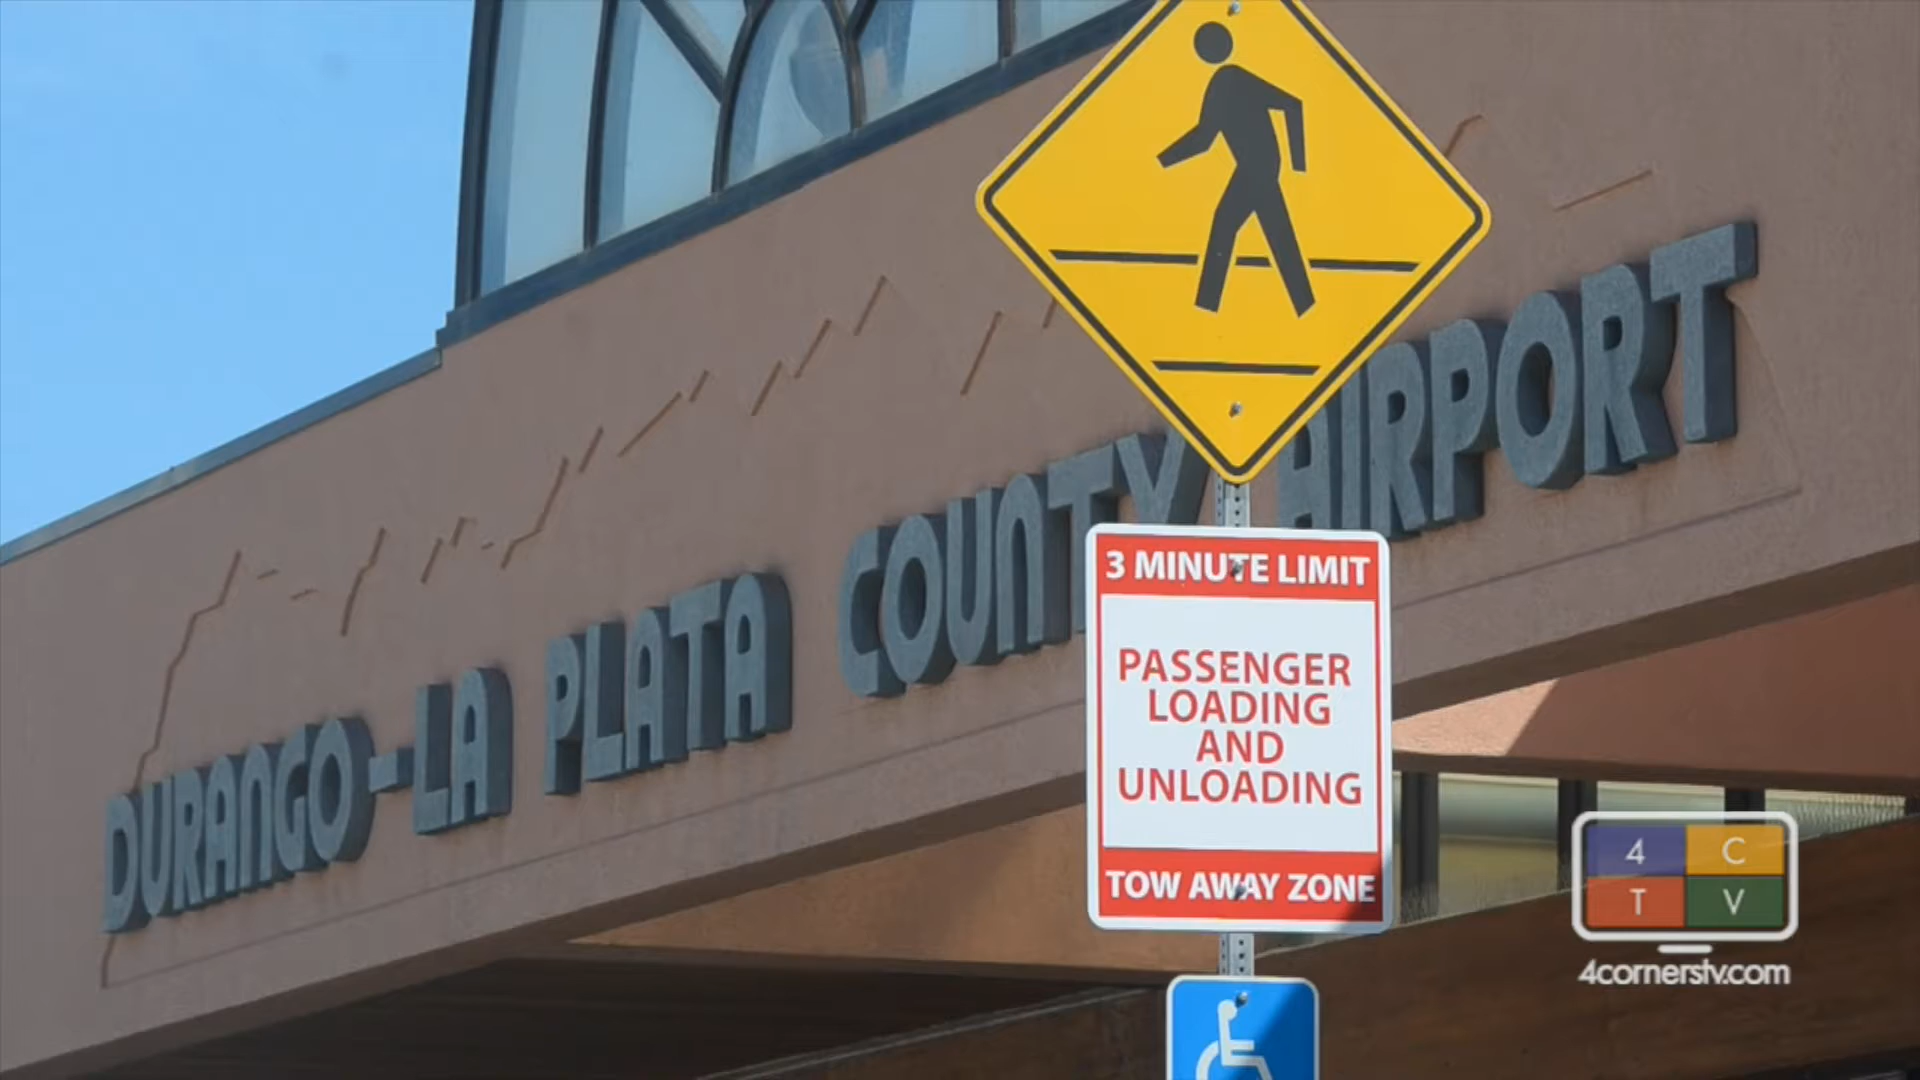 DURANGO-LA PLATA COUNTY AIRPORT
3 MINUTE LIMIT
PASSENGER
LOADING
AND
UNLOADING
TOW AWAY ZONE
4 C
T V
4cornerstv.com